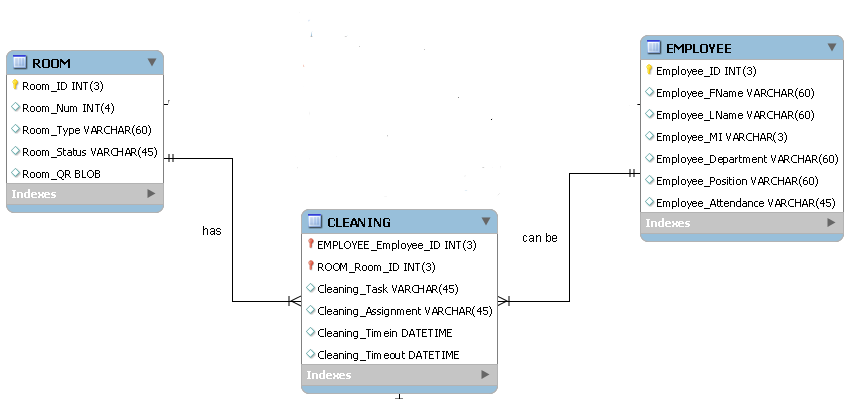 ROOM
Room_ID INT(3)
Room_Num INT(4)
Room_Type VARCHAR(60)
Room_Status VARCHAR(45)
Room_QR BLOB
Indexes
has
CLEANING
EMPLOYEE_Employee_ID INT(3)
ROOM_Room_ID INT(3)
Cleaning_Task VARCHAR(45)
Cleaning_Assignment VARCHAR(45)
Cleaning_Timein DATETIME
Cleaning_Timeout DATETIME
Indexes
can be
EMPLOYEE
Employee_ID INT(3)
Employee_FName VARCHAR(60)
Employee_LName VARCHAR(60)
Employee_MI VARCHAR(3)
Employee_Department VARCHAR(60)
Employee_Position VARCHAR(60)
Employee_Attendance VARCHAR(45)
Indexes